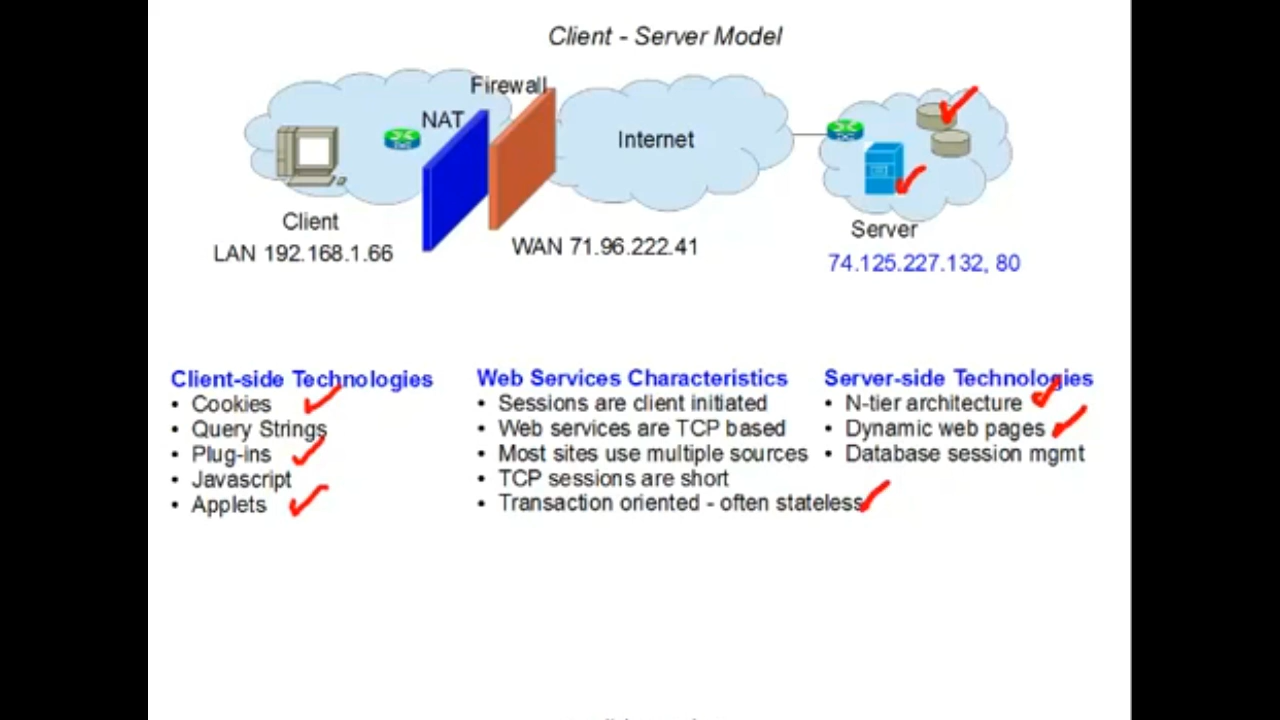 Client - Server Model
Firewall
NAT
Internet
Client
Server
LAN 192.168.1.66
WAN 71.96.222.41
74.125.227.132, 80
Client-side Technologies
• Cookies
• Query Strings
• Plug-ins
• Javascript
• Applets
Web Services Characteristics
• Sessions are client initiated
• Web services are TCP based
• Most sites use multiple sources
• TCP sessions are short
• Transaction oriented - often stateless
Server-side Technologies
• N-tier architecture
• Dynamic web pages
• Database session mgmt